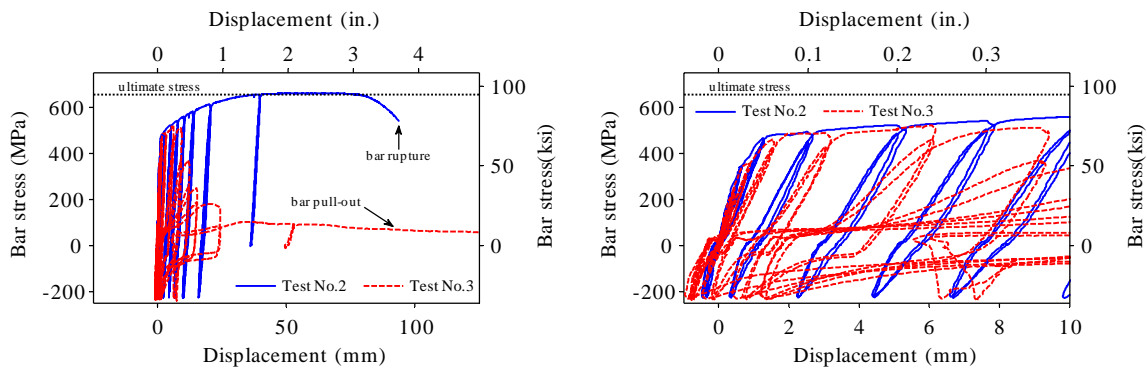 Displacement (in.)
0 1 2 3 4
ultimate stress
600
400
200
0
-200
Bar stress (MPa)
100
50
0
Bar stress(ksi)
bar rupture
bar pull-out
Test No.2 Test No.3
0 50 100
Displacement (mm)
Displacement (in.)
0 0.1 0.2 0.3
ultimate stress
Test No.2 Test No.3
600
400
200
0
-200
Bar stress (MPa)
100
50
0
Bar stress(ksi)
0 2 4 6 8 10
Displacement (mm)